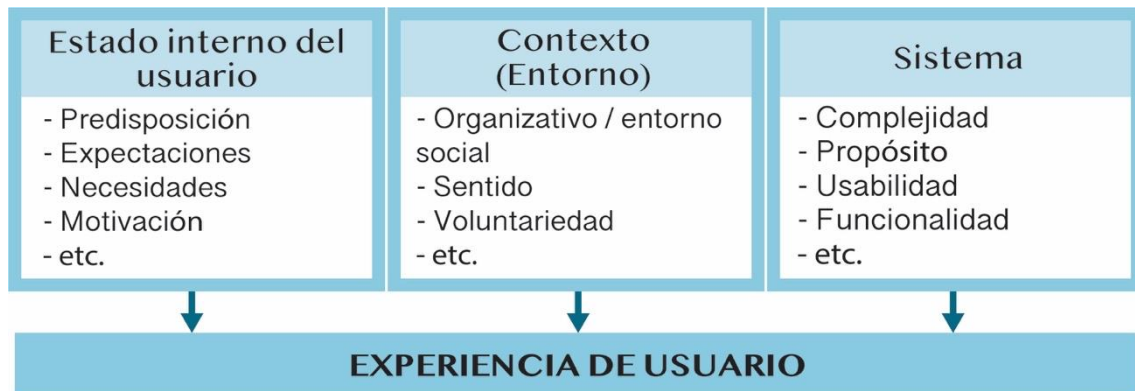 Estado interno del
usuario
- Predisposición
- Expectaciones
- Necesidades
- Motivación
- etc.
Contexto
(Entorno)
- Organizativo / entorno
social
- Sentido
- Voluntariedad
- etc.
Sistema
- Complejidad
- Propósito
- Usabilidad
- Funcionalidad
- etc.
EXPERIENCIA DE USUARIO